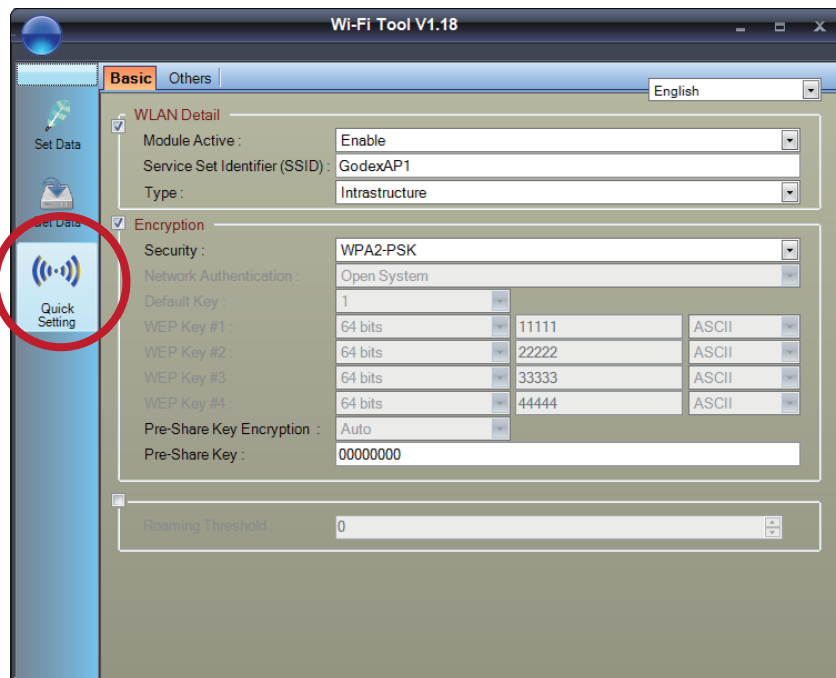 Wi-Fi Tool V1.18
Basic Others
English
Set Data
Get Data
Quick
Setting
WLAN Detail
Module Active : Enable
Service Set Identifier (SSID) : GodexAP1
Type : Intrastructure
Encryption
Security : WPA2-PSK
Network Authentication : Open System
Default Key : 1
WEP Key #1 : 64 bits 11111 ASCII
WEP Key #2 : 64 bits 22222 ASCII
WEP Key #3 : 64 bits 33333 ASCII
WEP Key #4 : 64 bits 44444 ASCII
Pre-Share Key Encryption : Auto
Pre-Share Key : 00000000
Roaming Threshold 0